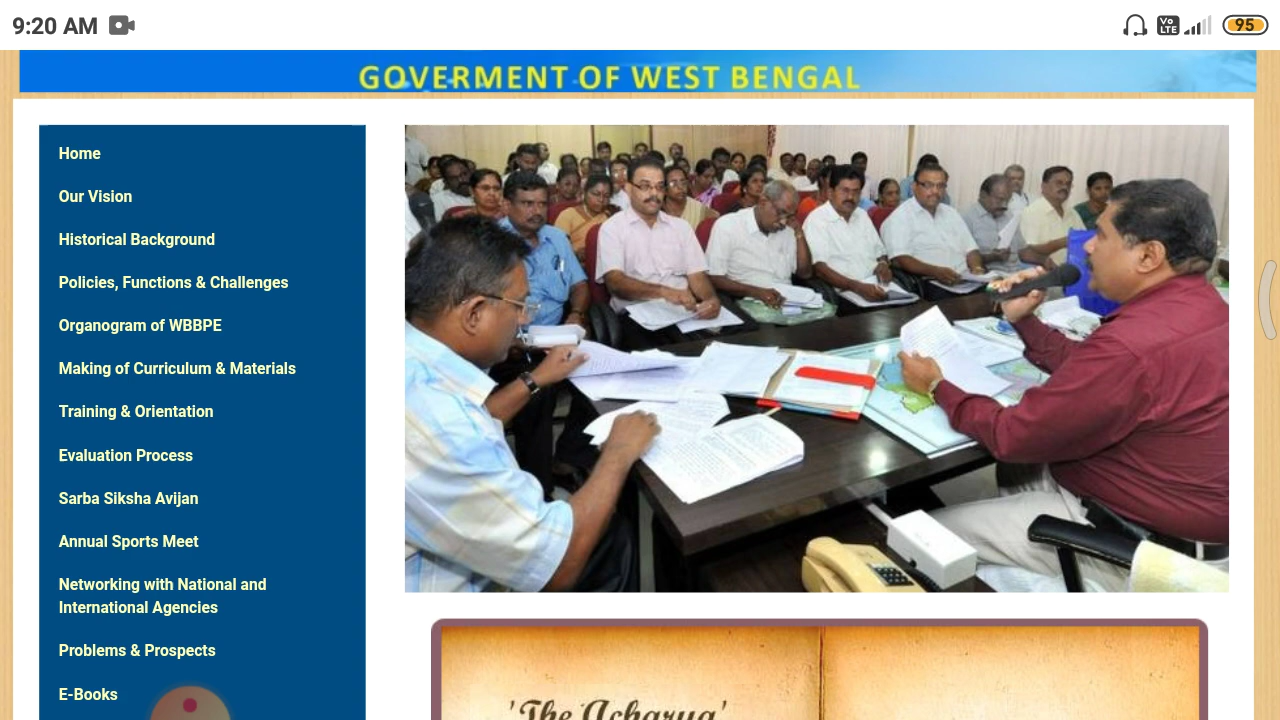 9:20 AM
Vo
LTE
95
GOVERMENT OF WEST BENGAL
Home
Our Vision
Historical Background
Policies, Functions & Challenges
Organogram of WBBPE
Making of Curriculum & Materials
Training & Orientation
Evaluation Process
Sarba Siksha Avijan
Annual Sports Meet
Networking with National and
International Agencies
Problems & Prospects
E-Books
'The Acharya'